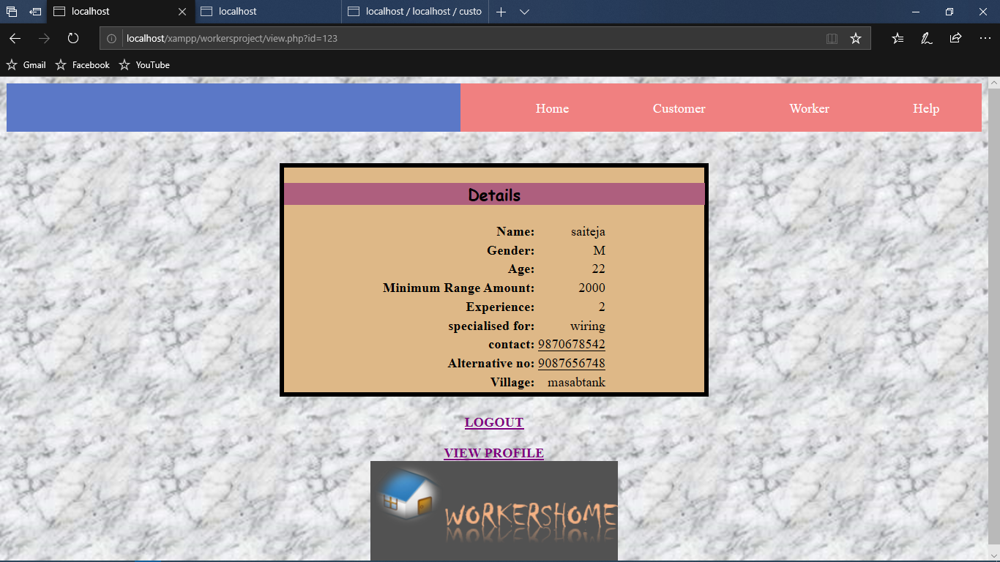 localhost localhost localhost / localhost / custo
localhost/xampp/workersproject/view.php?id=123
Gmail Facebook YouTube
Home Customer Worker Help
Details
Name: saiteja
Gender: M
Age: 22
Minimum Range Amount: 2000
Experience: 2
specialised for: wiring
contact: 9870678542
Alternative no: 9087656748
Village: masabtank
LOGOUT
VIEW PROFILE
WORKERSHOME